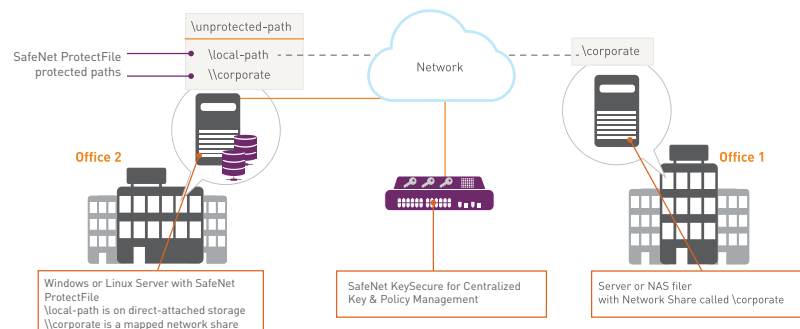 \unprotected-path
SafeNet ProtectFile
protected paths
\local-path
\\corporate
Network
\corporate
Office 2
Office 1
Windows or Linux Server with SafeNet
ProtectFile
\local-path is on direct-attached storage
\\corporate is a mapped network share
SafeNet KeySecure for Centralized
Key & Policy Management
Server or NAS filer
with Network Share called \corporate